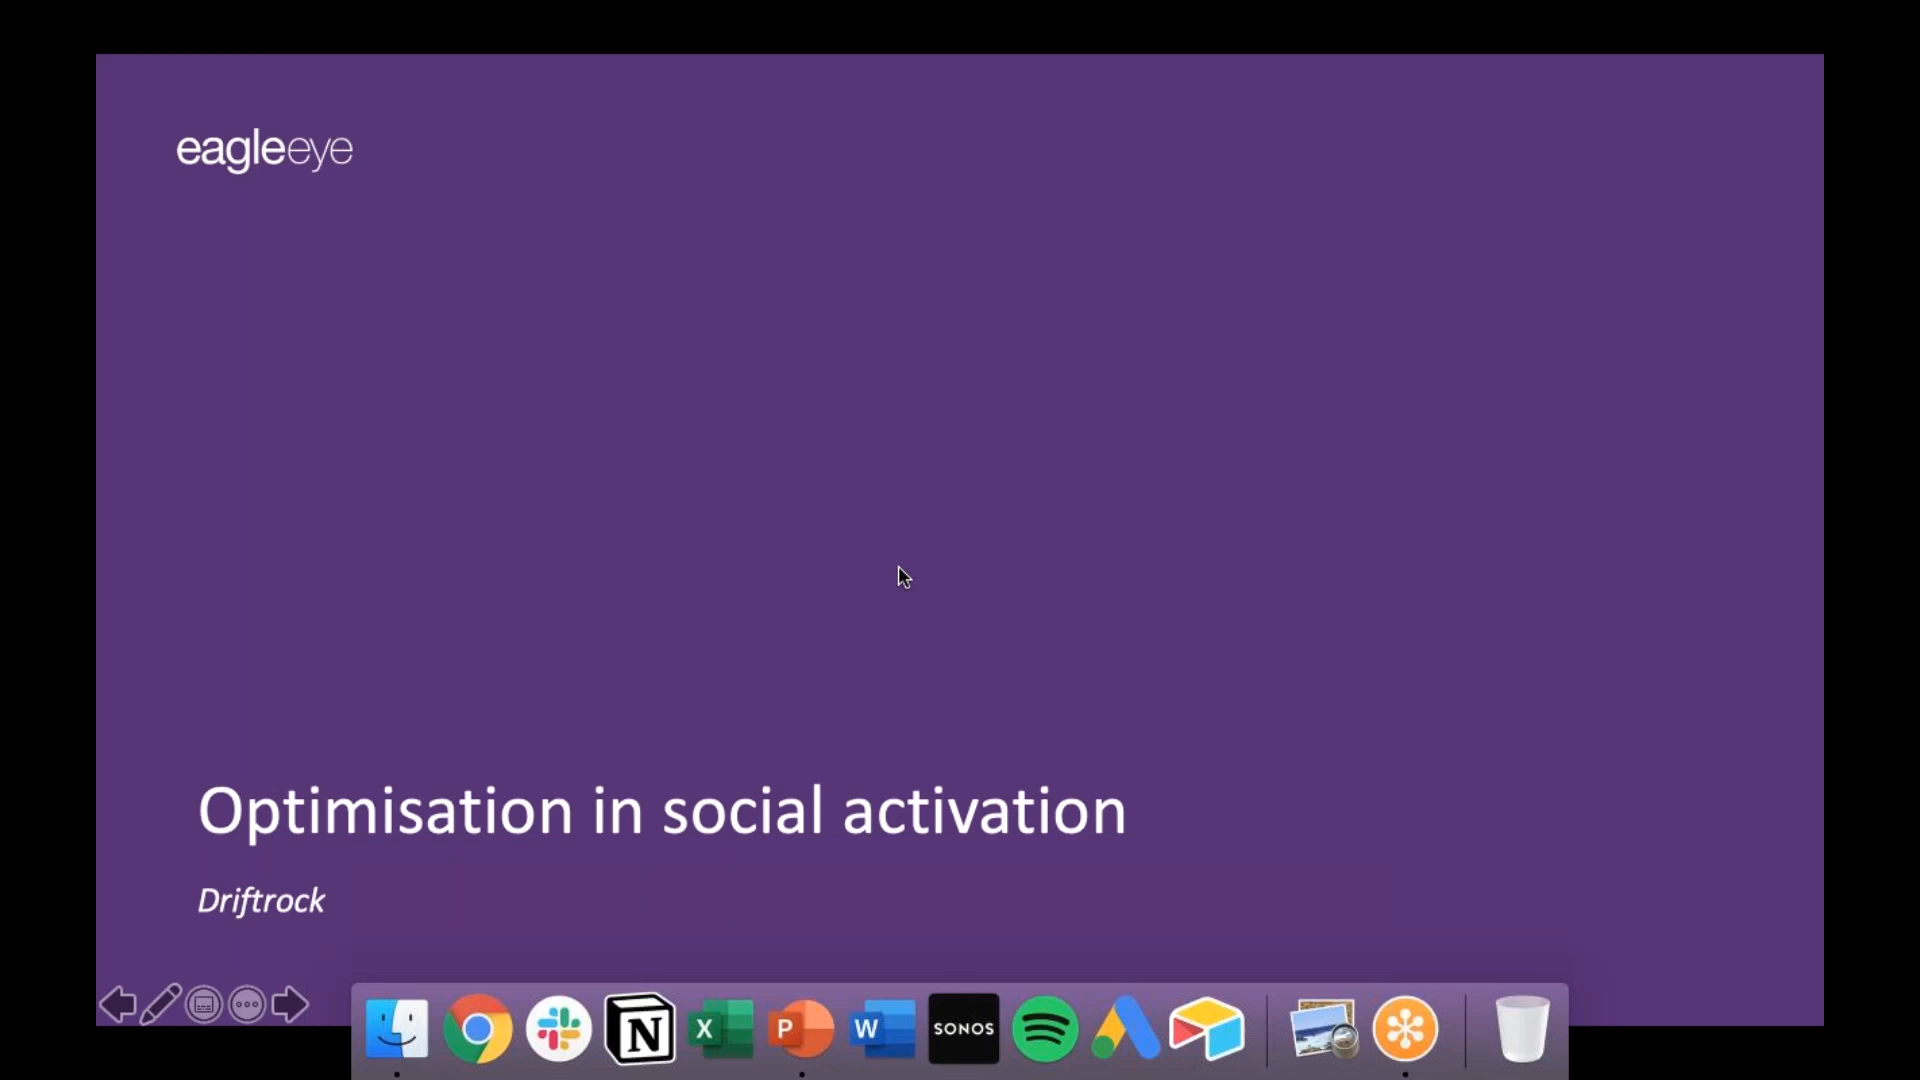 eagleeye
Optimisation in social activation
Driftrock
N
X
P
W
SONOS